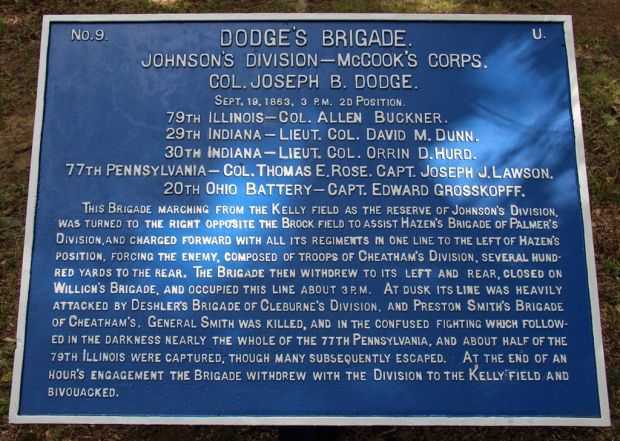 No. 9. DODGE'S BRIGADE. U.
JOHNSON'S DIVISION—MCCOOK'S CORPS.
COL. JOSEPH B. DODGE.
SEPT. 19, 1863, 3 P.M. 2D POSITION.
79TH ILLINOIS—COL. ALLEN BUCKNER.
29TH INDIANA—LIEUT. COL. DAVID M. DUNN.
30TH INDIANA—LIEUT. COL. ORRIN D. HURD.
77TH PENNSYLVANIA—COL. THOMAS E. ROSE. CAPT. JOSEPH J. LAWSON.
20TH OHIO BATTERY—CAPT. EDWARD GROSSKOPFF.
THIS BRIGADE MARCHING FROM THE KELLY FIELD AS THE RESERVE OF JOHNSON'S DIVISION,
WAS TURNED TO THE RIGHT OPPOSITE THE BROCK FIELD TO ASSIST HAZEN'S BRIGADE OF PALMER'S
DIVISION, AND CHARGED FORWARD WITH ALL ITS REGIMENTS IN ONE LINE TO THE LEFT OF HAZEN'S
POSITION, FORCING THE ENEMY, COMPOSED OF TROOPS OF CHEATHAM'S DIVISION, SEVERAL HUND-
RED YARDS TO THE REAR. THE BRIGADE THEN WITHDREW TO ITS LEFT AND REAR, CLOSED ON
WILLICH'S BRIGADE, AND OCCUPIED THIS LINE ABOUT 3 P.M. AT DUSK ITS LINE WAS HEAVILY
ATTACKED BY DESHLER'S BRIGADE OF CLEBURNE'S DIVISION, AND PRESTON SMITH'S BRIGADE
OF CHEATHAM'S. GENERAL SMITH WAS KILLED, AND IN THE CONFUSED FIGHTING WHICH FOLLOW-
ED IN THE DARKNESS NEARLY THE WHOLE OF THE 77TH PENNSYLVANIA, AND ABOUT HALF OF THE
79TH ILLINOIS WERE CAPTURED, THOUGH MANY SUBSEQUENTLY ESCAPED. AT THE END OF AN
HOUR'S ENGAGEMENT THE BRIGADE WITHDREW WITH THE DIVISION TO THE KELLY FIELD AND
BIVOUACKED.